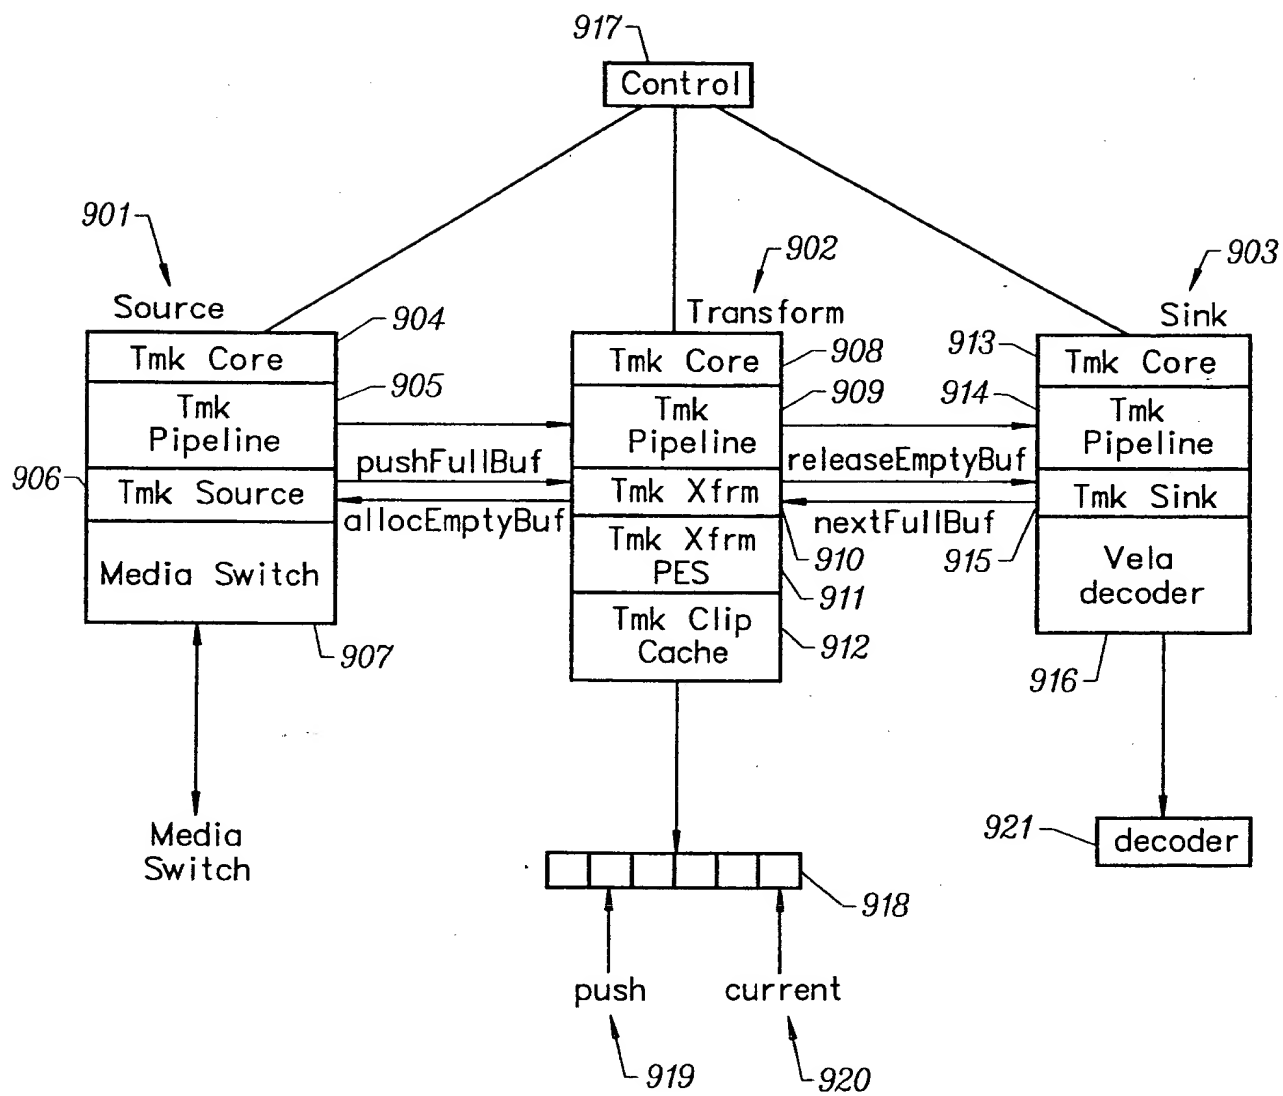 917
Control
901
902
903
Source
Transform
Sink
904
908
913
Tmk Core
Tmk Core
Tmk Core
905
909
914
Tmk
Pipeline
Tmk
Pipeline
Tmk
Pipeline
pushFullBuf
releaseEmptyBuf
906
Tmk Source
Tmk Xfrm
Tmk Sink
allocEmptyBuf
nextFullBuf
910
915
Media Switch
Tmk Xfrm
PES
911
Vela
decoder
907
Tmk Clip
Cache
912
916
Media
Switch
921
decoder
918
push
current
919
920